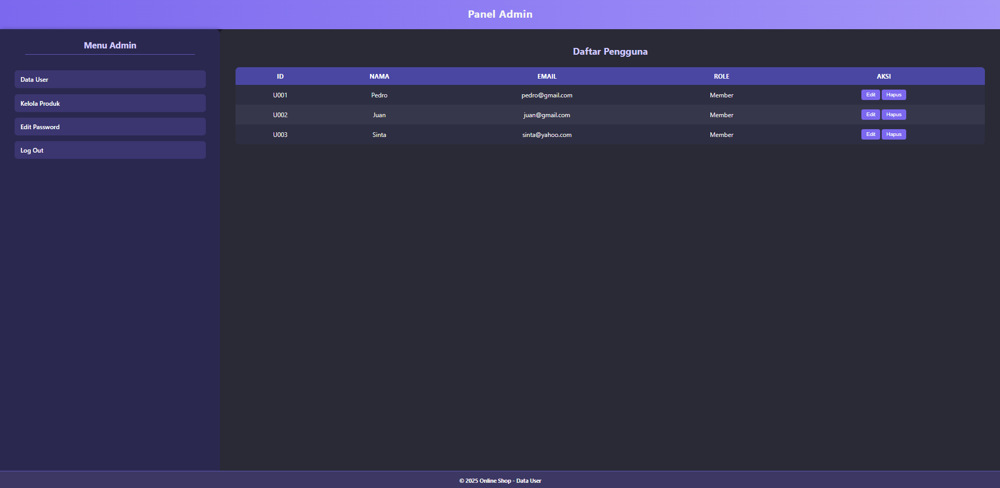 Panel Admin
Menu Admin
Data User
Kelola Produk
Edit Password
Log Out
Daftar Pengguna
ID NAMA EMAIL ROLE AKSI
U001 Pedro pedro@gmail.com Member Edit Hapus
U002 Juan juan@gmail.com Member Edit Hapus
U003 Sinta sinta@yahoo.com Member Edit Hapus
© 2025 Online Shop - Data User